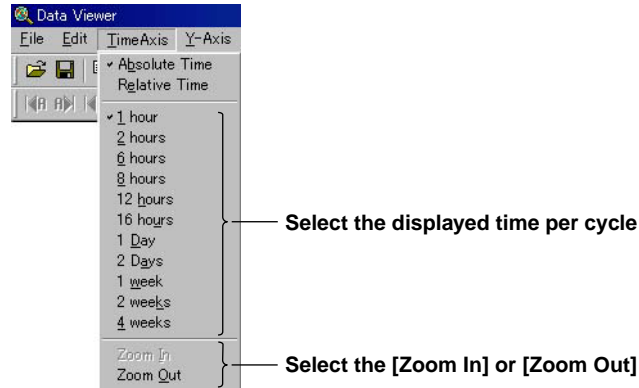 Data Viewer
File Edit TimeAxis Y-Axis
Absolute Time
Relative Time
1 hour
2 hours
6 hours
8 hours
12 hours
16 hours
1 Day
2 Days
1 week
2 weeks
4 weeks
Select the displayed time per cycle
Zoom In
Zoom Out
Select the [Zoom In] or [Zoom Out]